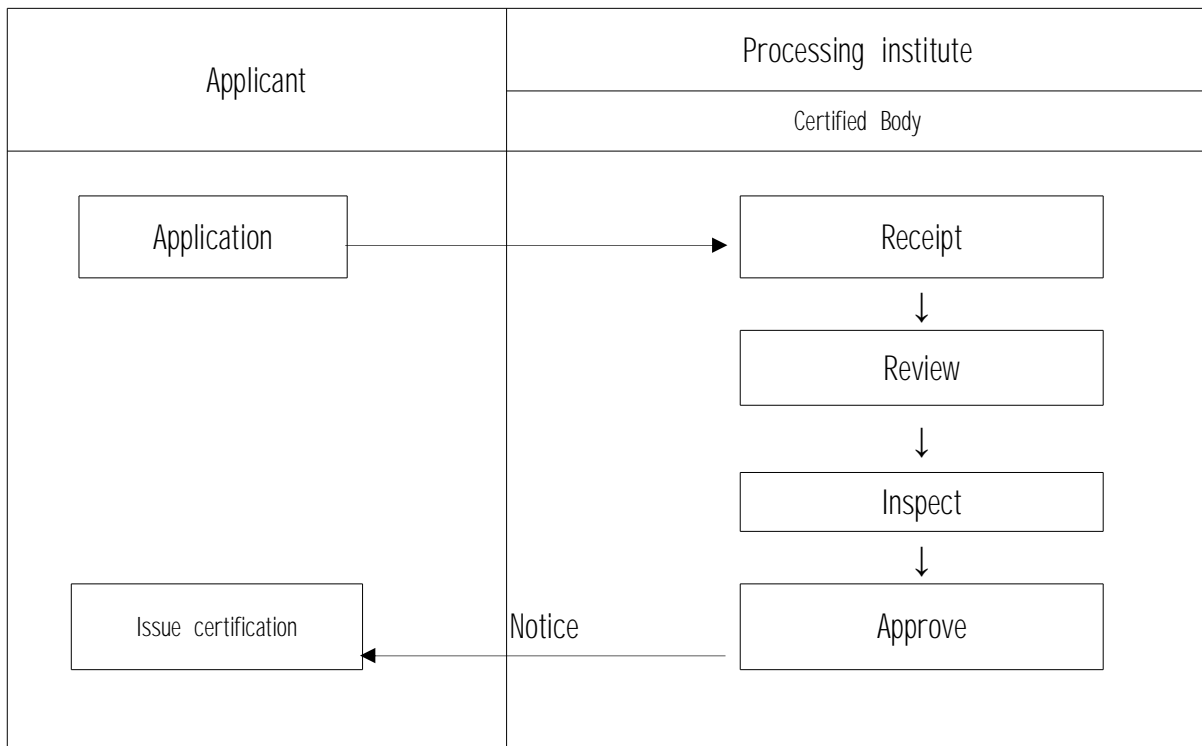 Applicant
Processing institute
Certified Body
Application
Receipt
↓
Review
↓
Inspect
↓
Issue certification
Notice
Approve